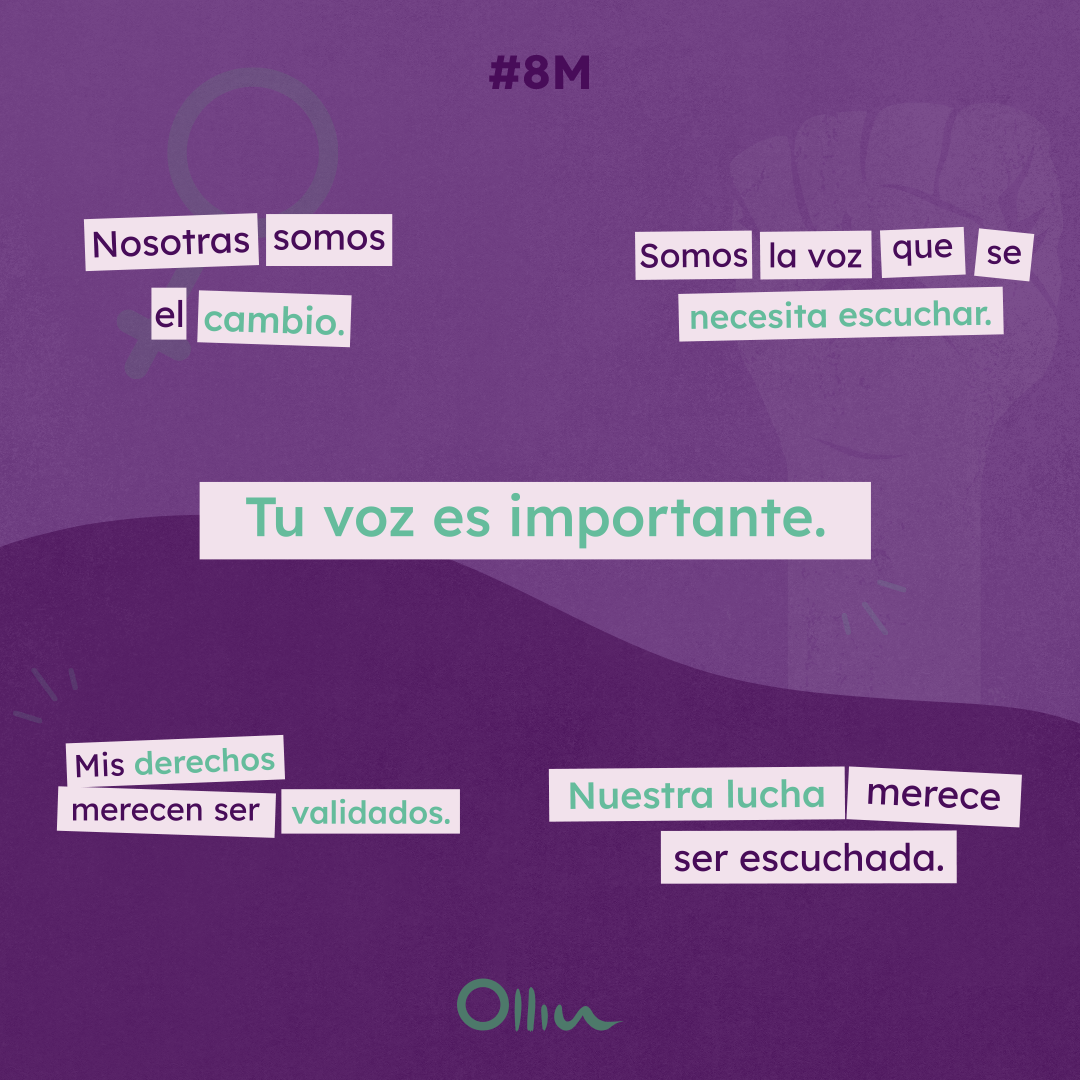 #8M
Nosotras somos
el cambio.
Somos la voz que se
necesita escuchar.
Tu voz es importante.
Mis derechos
merecen ser validados.
Nuestra lucha merece
ser escuchada.
Ollin